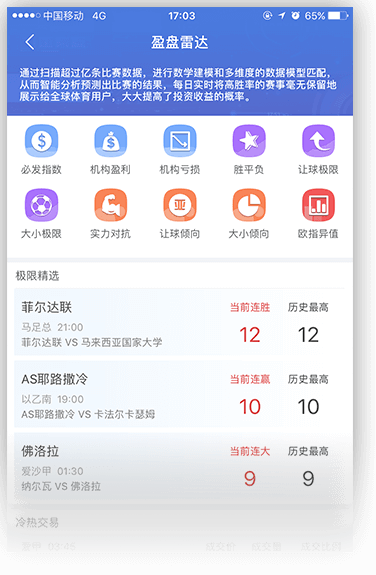 中国移动 4G 17:03 65%
盈盘雷达
通过扫描超过亿条比赛数据，进行数学建模和多维度的数据模型匹配，
从而智能分析预测出比赛的结果，每日实时将高胜率的赛事毫无保留地
展示给全球体育用户，大大提高了投资收益的概率。
必发指数 机构盈利 机构亏损 胜平负 让球极限
大小极限 实力对抗 让球倾向 大小倾向 欧指异值
极限精选
菲尔达联 当前连胜 历史最高
马足总 21:00 12 12
菲尔达联 VS 马来西亚国家大学
AS耶路撒冷 当前连赢 历史最高
以乙南 19:00 10 10
AS耶路撒冷 VS 卡法尔卡瑟姆
佛洛拉 当前连大 历史最高
爱沙甲 01:30 9 9
纳尔瓦 VS 佛洛拉
冷热交易